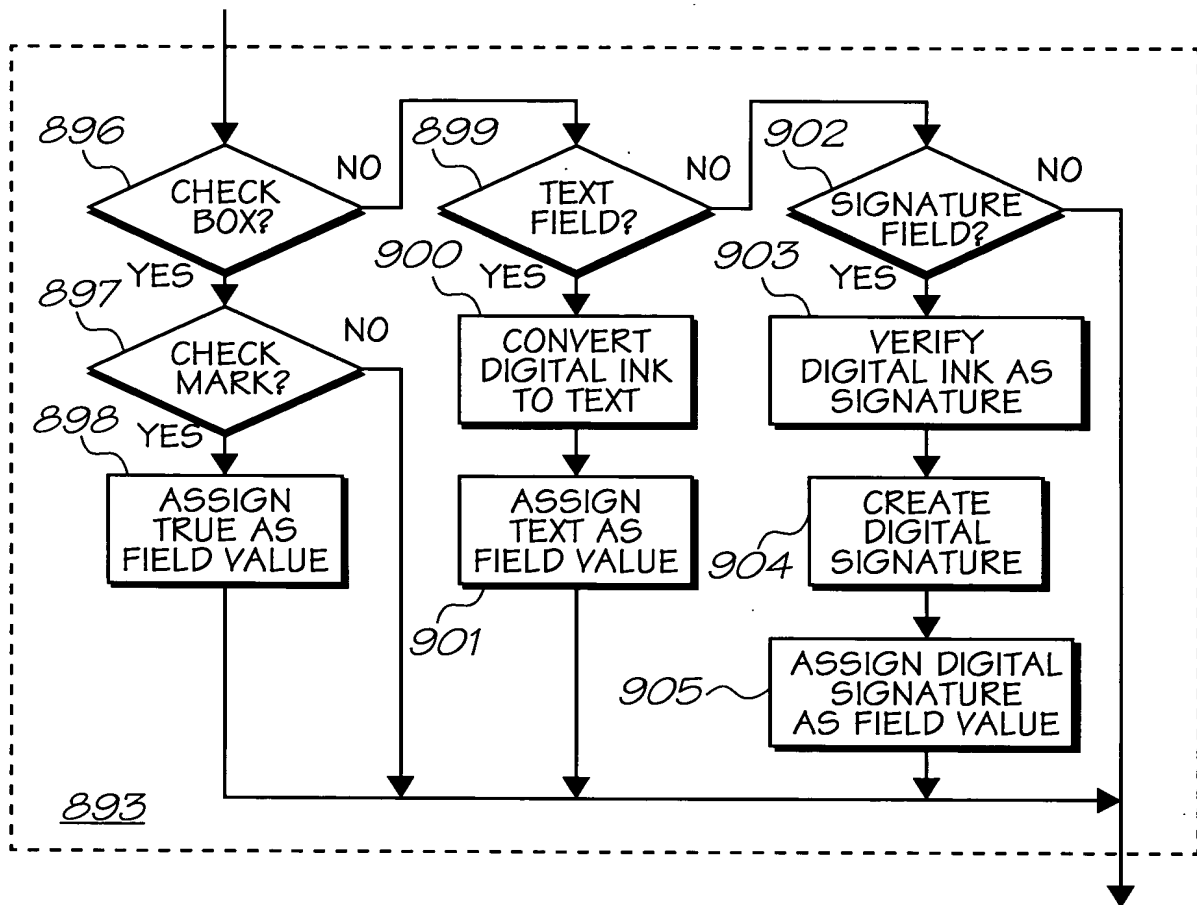 896
CHECK
BOX?
NO
YES
897
CHECK
MARK?
NO
YES
898
ASSIGN
TRUE AS
FIELD VALUE
899
TEXT
FIELD?
NO
YES
900
CONVERT
DIGITAL INK
TO TEXT
ASSIGN
TEXT AS
FIELD VALUE
901
902
SIGNATURE
FIELD?
NO
YES
903
VERIFY
DIGITAL INK AS
SIGNATURE
CREATE
DIGITAL
SIGNATURE
904
ASSIGN DIGITAL
SIGNATURE
AS FIELD VALUE
905
893